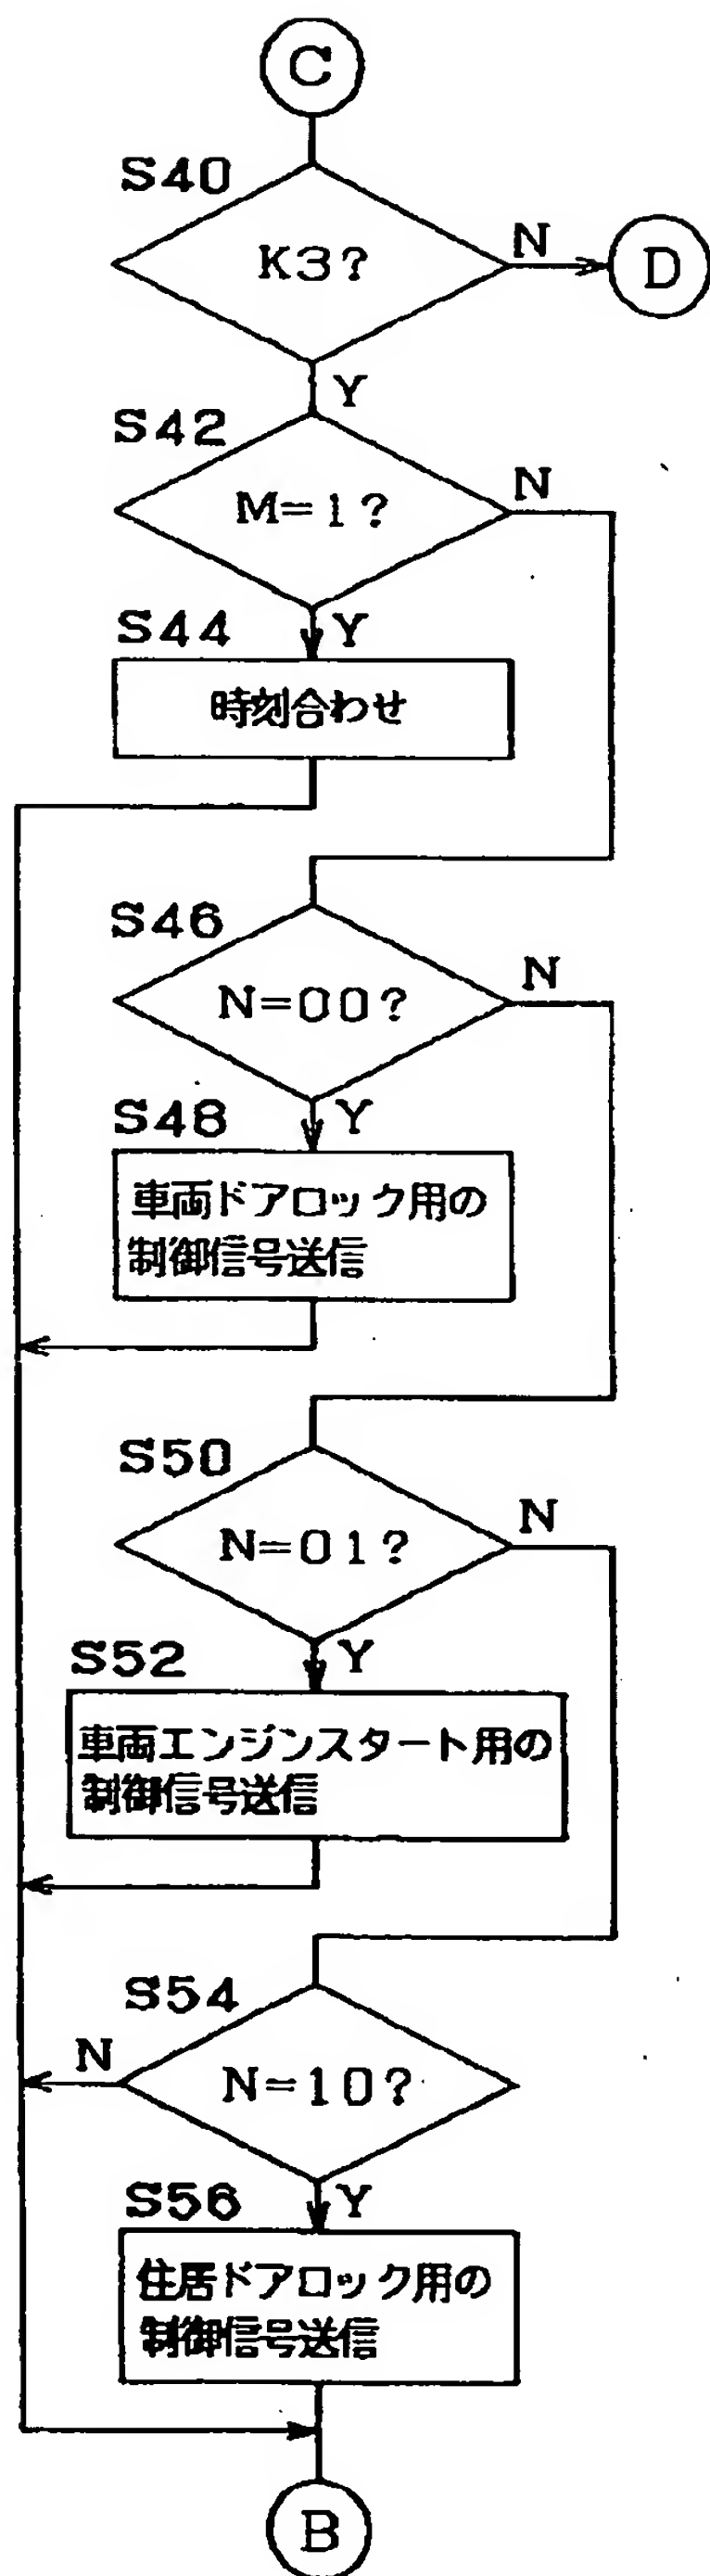 C
S40
K3?
N
D
Y
S42
M=1?
N
S44
Y
時刻合わせ
S46
N=00?
N
S48
Y
車両ドアロック用の
制御信号送信
S50
N=01?
N
S52
Y
車両エンジンスタート用の
制御信号送信
S54
N
N=10?
S56
Y
住居ドアロック用の
制御信号送信
B